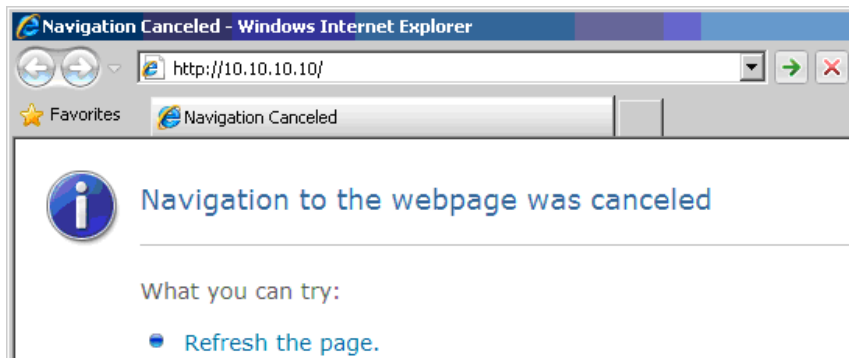 Navigation Canceled - Windows Internet Explorer
http://10.10.10.10/
Favorites
Navigation Canceled
Navigation to the webpage was canceled
What you can try:
Refresh the page.